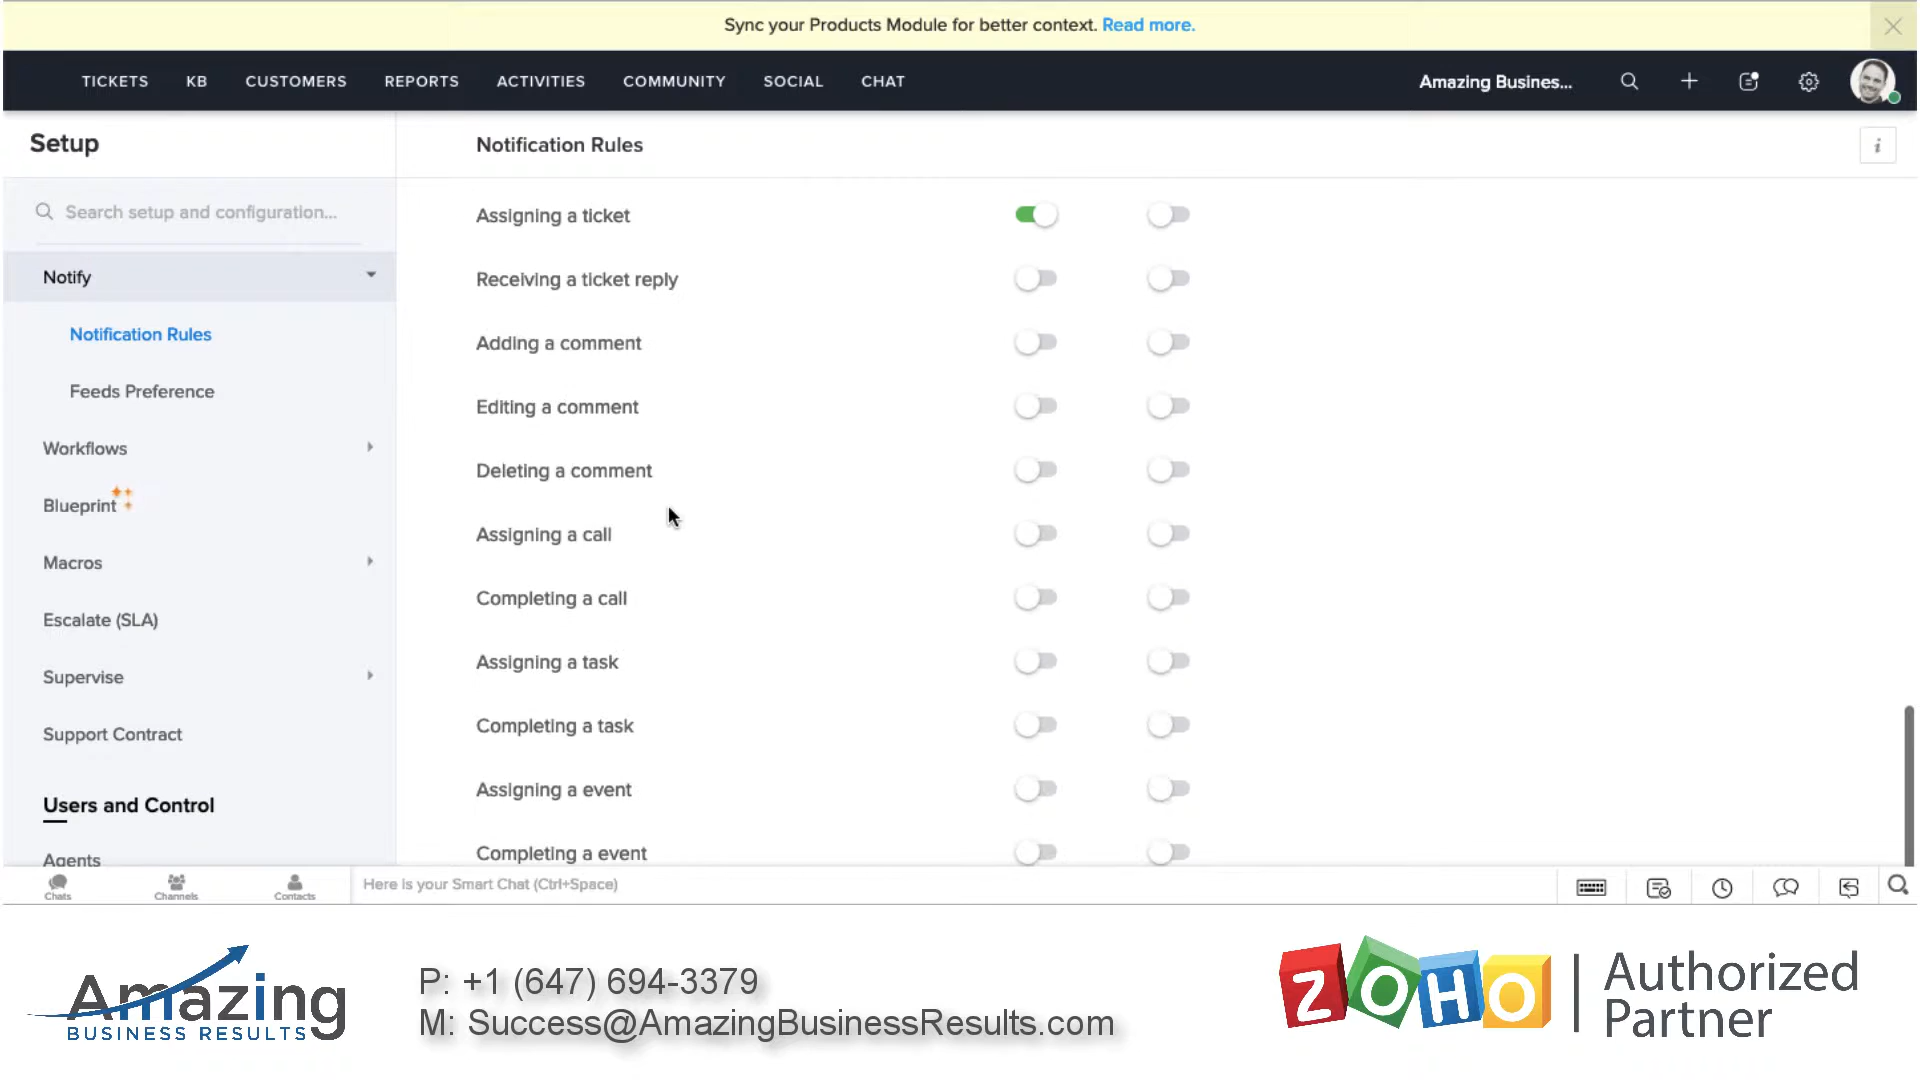 Sync your Products Module for better context. Read more.
TICKETS KB CUSTOMERS REPORTS ACTIVITIES COMMUNITY SOCIAL CHAT Amazing Busines...
Setup
Notification Rules
i
Search setup and configuration...
Notify
Notification Rules
Feeds Preference
Workflows
Blueprint
Macros
Escalate (SLA)
Supervise
Support Contract
Users and Control
Agents
Assigning a ticket
Receiving a ticket reply
Adding a comment
Editing a comment
Deleting a comment
Assigning a call
Completing a call
Assigning a task
Completing a task
Assigning a event
Completing a event
Chats Channels Contacts
Here is your Smart Chat (Ctrl+Space)
Amazing
BUSINESS RESULTS
P: +1 (647) 694-3379
M: Success@AmazingBusinessResults.com
ZOHO
Authorized
Partner